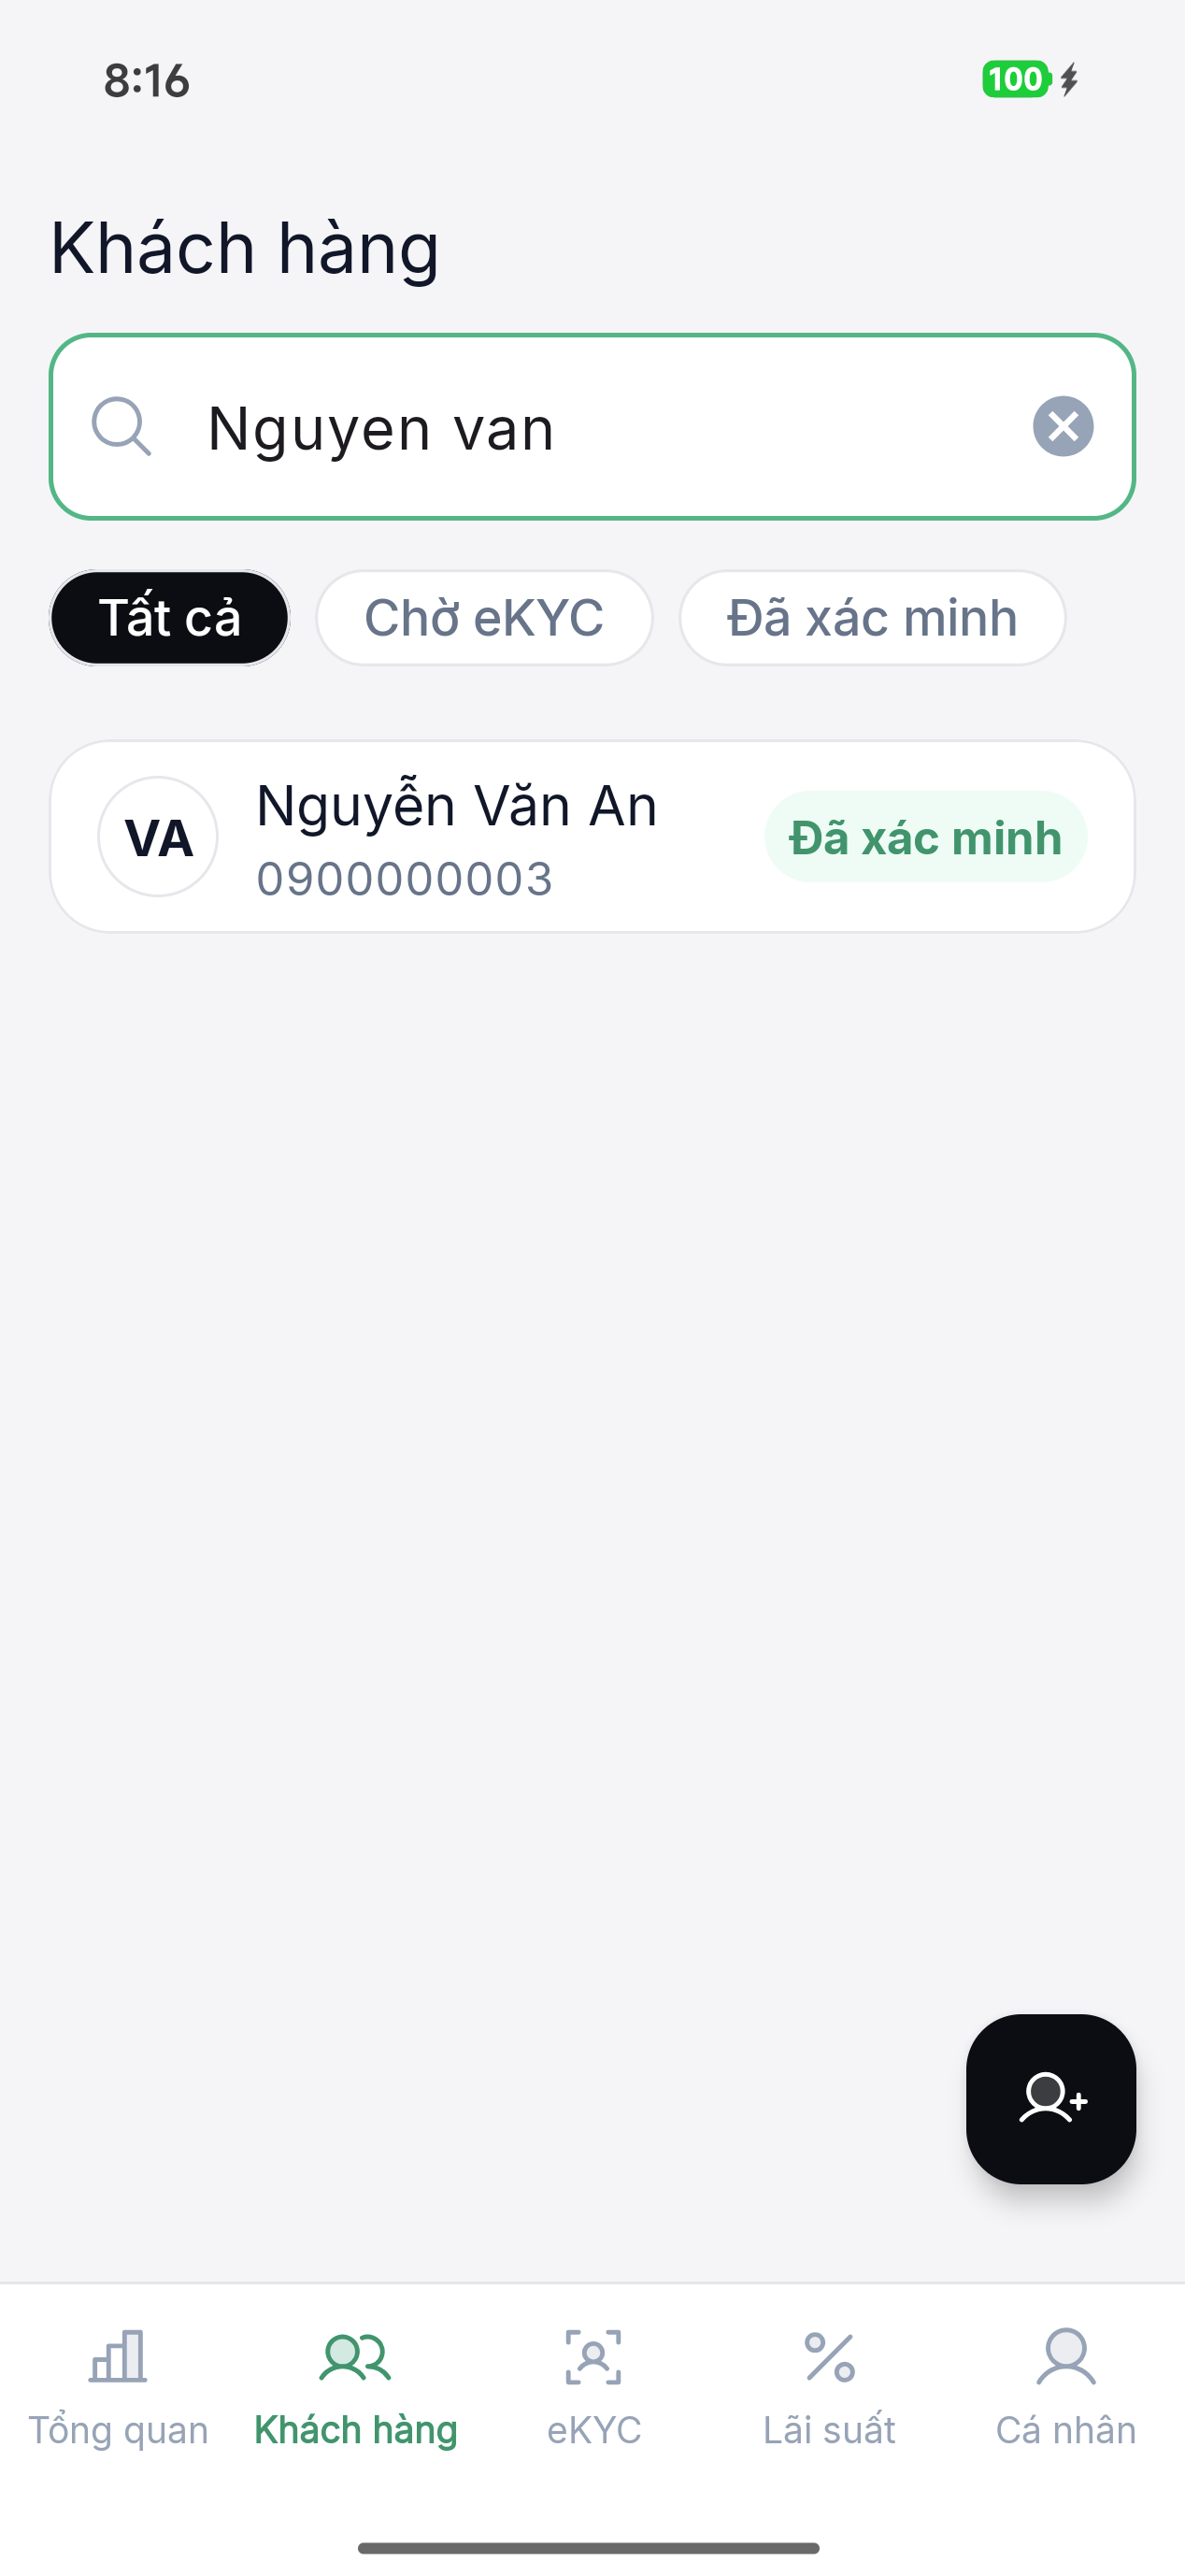 8:16
100
Khách hàng
Nguyen van
Tất cả
Chờ eKYC
Đã xác minh
VA
Nguyễn Văn An
0900000003
Đã xác minh
Tổng quan
Khách hàng
eKYC
Lãi suất
Cá nhân